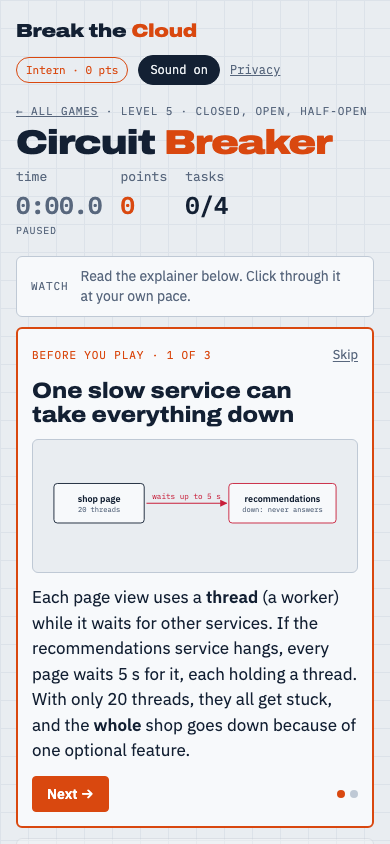 Break the Cloud
Intern · 0 pts
Sound on
Privacy
← ALL GAMES · LEVEL 5 · CLOSED, OPEN, HALF-OPEN
Circuit Breaker
time points tasks
0:00.0 0 0/4
PAUSED
WATCH
Read the explainer below. Click through it
at your own pace.
BEFORE YOU PLAY · 1 OF 3
Skip
One slow service can
take everything down
shop page
20 threads
waits up to 5 s
recommendations
down: never answers
Each page view uses a thread (a worker)
while it waits for other services. If the
recommendations service hangs, every
page waits 5 s for it, each holding a thread.
With only 20 threads, they all get stuck,
and the whole shop goes down because of
one optional feature.
Next →